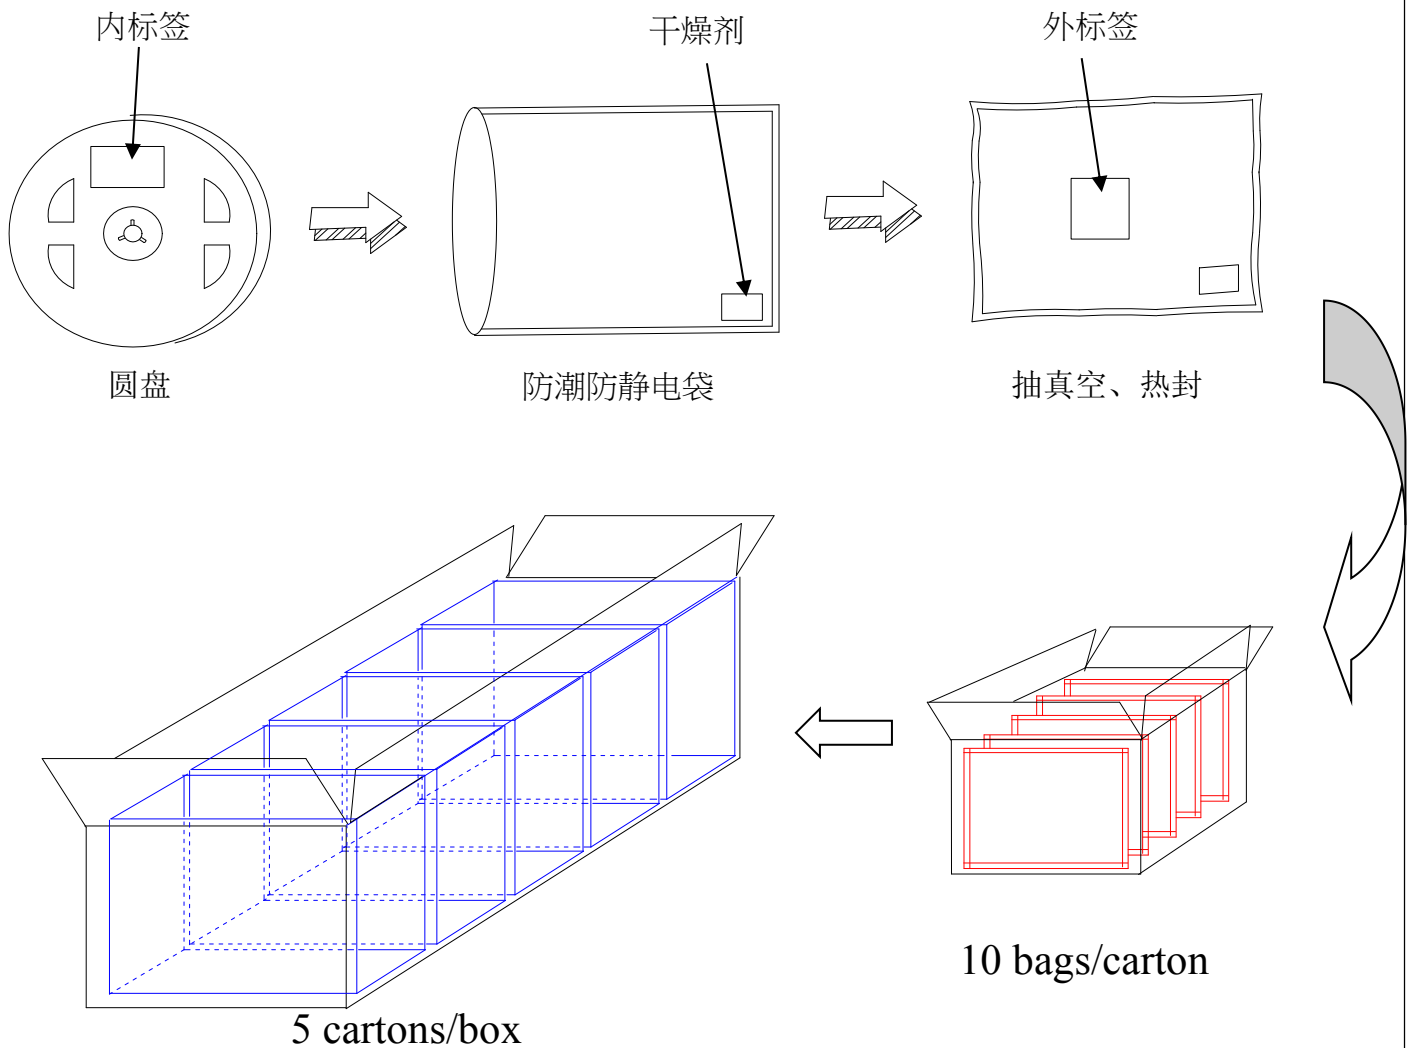 内标签
干燥剂
外标签
圆盘
防潮防静电袋
抽真空、热封
10 bags/carton
5 cartons/box